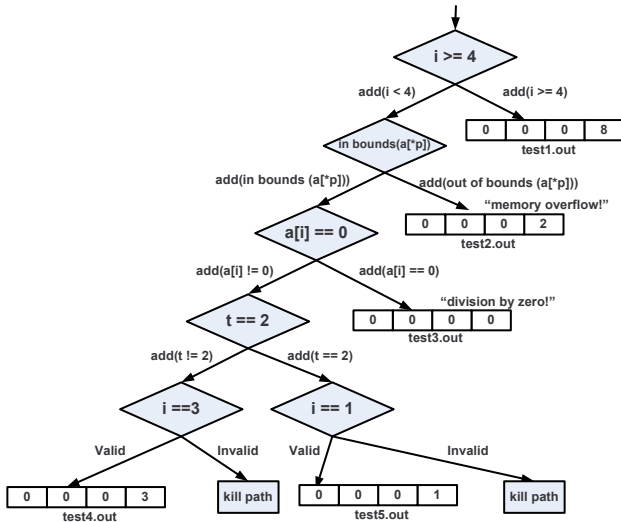 i >= 4
add(i < 4)
add(i >= 4)
0 0 0 8
test1.out
in bounds(a[*p])
add(in bounds (a[*p]))
add(out of bounds (a[*p]))
“memory overflow!”
0 0 0 2
test2.out
a[i] == 0
add(a[i] != 0)
add(a[i] == 0)
“division by zero!”
0 0 0 0
test3.out
t == 2
add(t != 2)
add(t == 2)
i ==3
i == 1
Valid
Invalid
Valid
Invalid
0 0 0 3
test4.out
kill path
0 0 0 1
test5.out
kill path